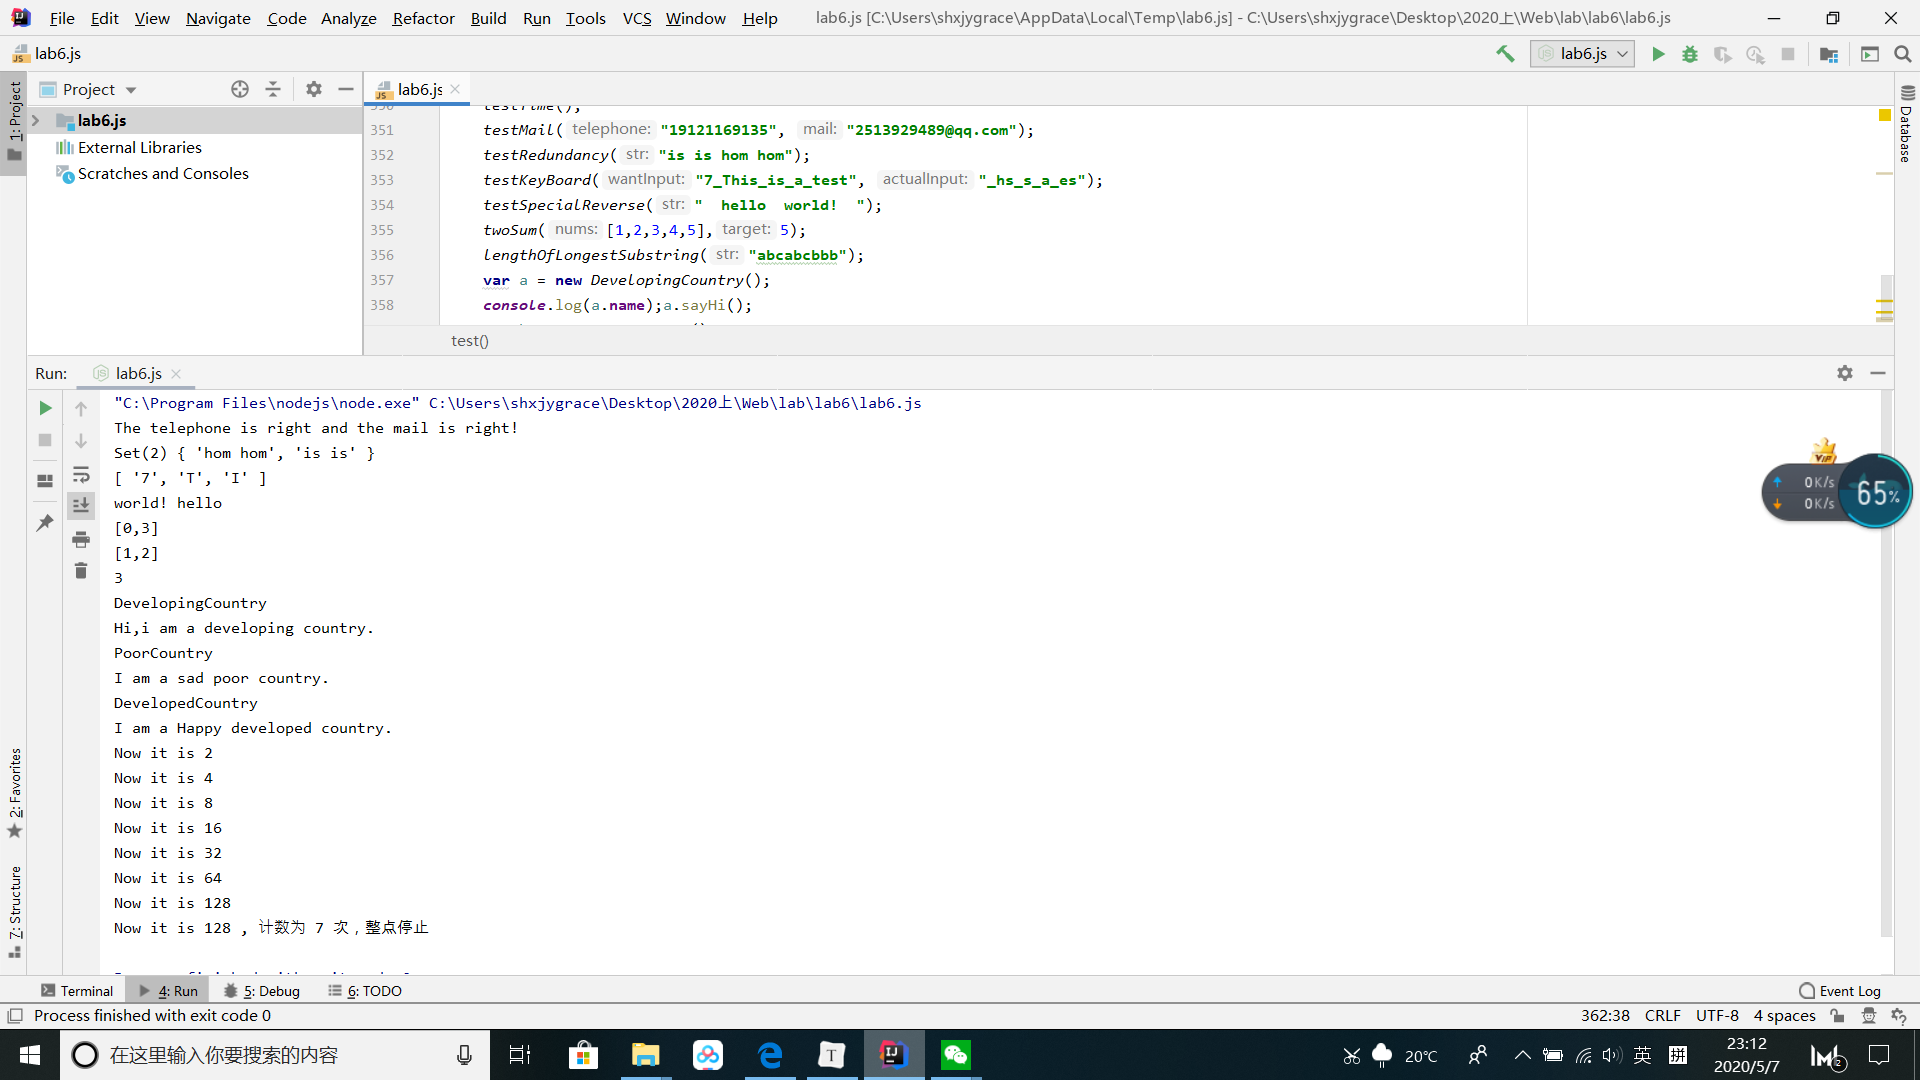 File Edit View Navigate Code Analyze Refactor Build Run Tools VCS Window Help lab6.js [C:\Users\shxjygrace\AppData\Local\Temp\lab6.js] - C:\Users\shxjygrace\Desktop\2020上\Web\lab\lab6\lab6.js
lab6.js lab6.js
1: Project
Project
lab6.js
lab6.js
External Libraries
Scratches and Consoles
Database
350 testTime();
351 testMail( telephone: "19121169135", mail: "2513929489@qq.com");
352 testRedundancy( str: "is is hom hom");
353 testKeyBoard( wantInput: "7_This_is_a_test", actualInput: "_hs_s_a_es");
354 testSpecialReverse( str: "  hello  world!  ");
355 twoSum( nums: [1,2,3,4,5], target: 5);
356 lengthOfLongestSubstring( str: "abcabcbbb");
357 var a = new DevelopingCountry();
358 console.log(a.name);a.sayHi();
test()
Run: lab6.js
"C:\Program Files\nodejs\node.exe" C:\Users\shxjygrace\Desktop\2020上\Web\lab\lab6\lab6.js
The telephone is right and the mail is right!
Set(2) { 'hom hom', 'is is' }
[ '7', 'T', 'I' ]
world! hello
[0,3]
[1,2]
3
DevelopingCountry
Hi,i am a developing country.
PoorCountry
I am a sad poor country.
DevelopedCountry
I am a Happy developed country.
Now it is 2
Now it is 4
Now it is 8
Now it is 16
Now it is 32
Now it is 64
Now it is 128
Now it is 128 , 计数为 7 次，整点停止
VIP
0K/s
0K/s
65%
2: Favorites
7: Structure
Terminal 4: Run 5: Debug 6: TODO Event Log
Process finished with exit code 0 362:38 CRLF UTF-8 4 spaces
在这里输入你要搜索的内容 20℃ 英 拼 23:12
2020/5/7
2